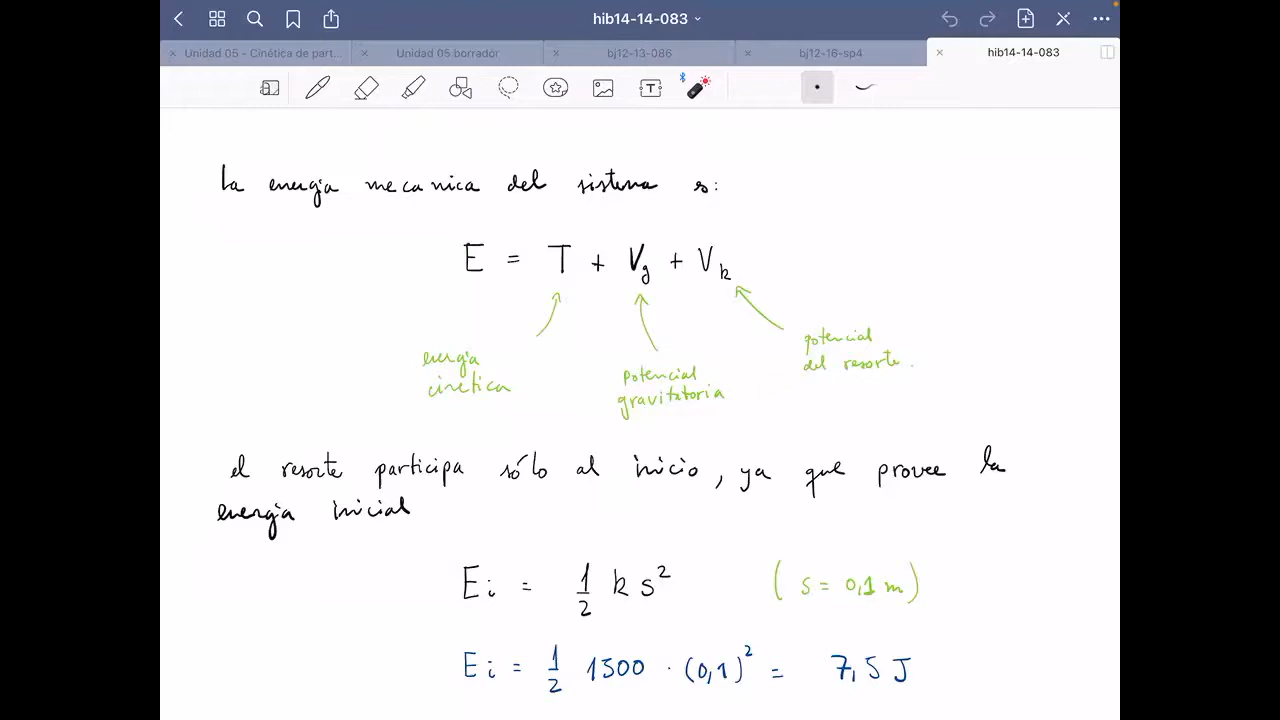 hib14-14-083
Unidad 05 - Cinética de part...
Unidad 05 borrador
bj12-13-086
bj12-16-sp4
hib14-14-083
La energía mecanica del sistema es:
E = T + Vg + Vk
energía cinética
potencial gravitatoria
potencial del resorte.
el resorte participa sólo al inicio, ya que provee la
energía inicial
Ei = 1/2 k s² ( s = 0,1 m )
Ei = 1/2 1500 · (0,1)² = 7,5 J